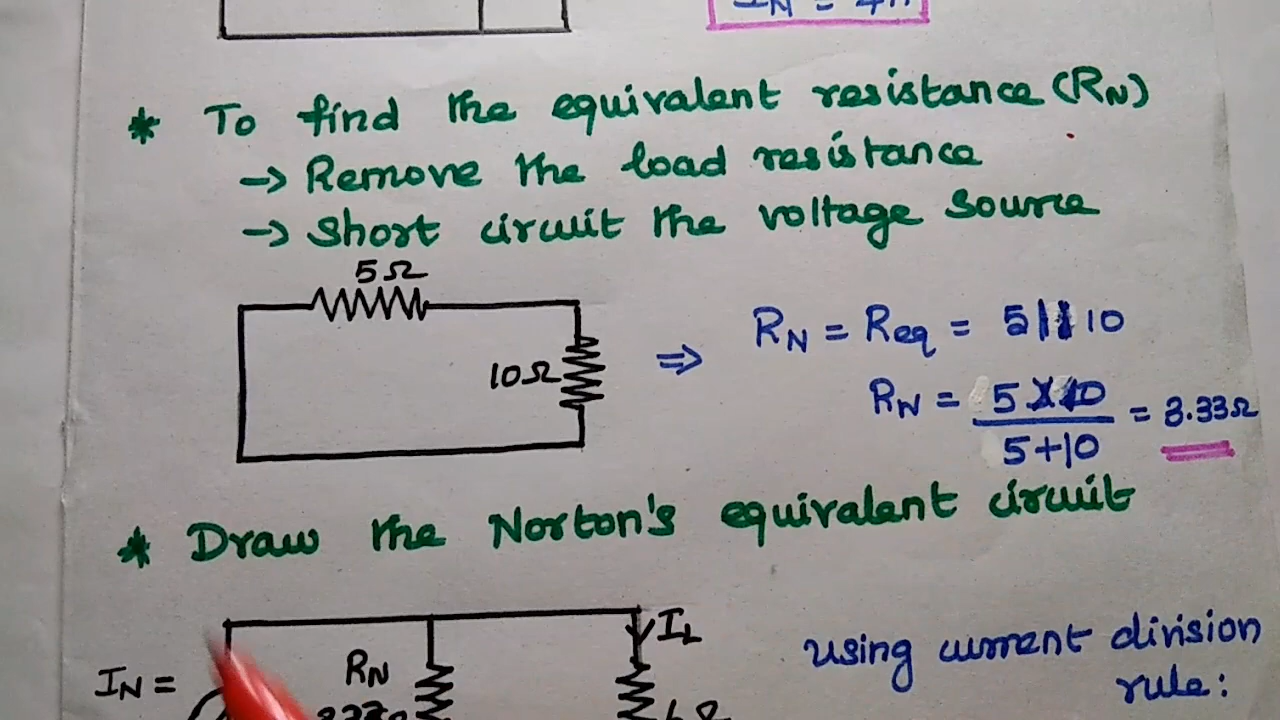 IN = 4A
* To find the equivalent resistance (RN)
→ Remove the load resistance
→ Short circuit the voltage source
5Ω
10Ω
⇒ RN = Req = 5 || 10
RN = 5 X 10 / 5+10 = 3.33Ω
* Draw the Norton's equivalent circuit
IL
IN =
RN
using current division
rule: